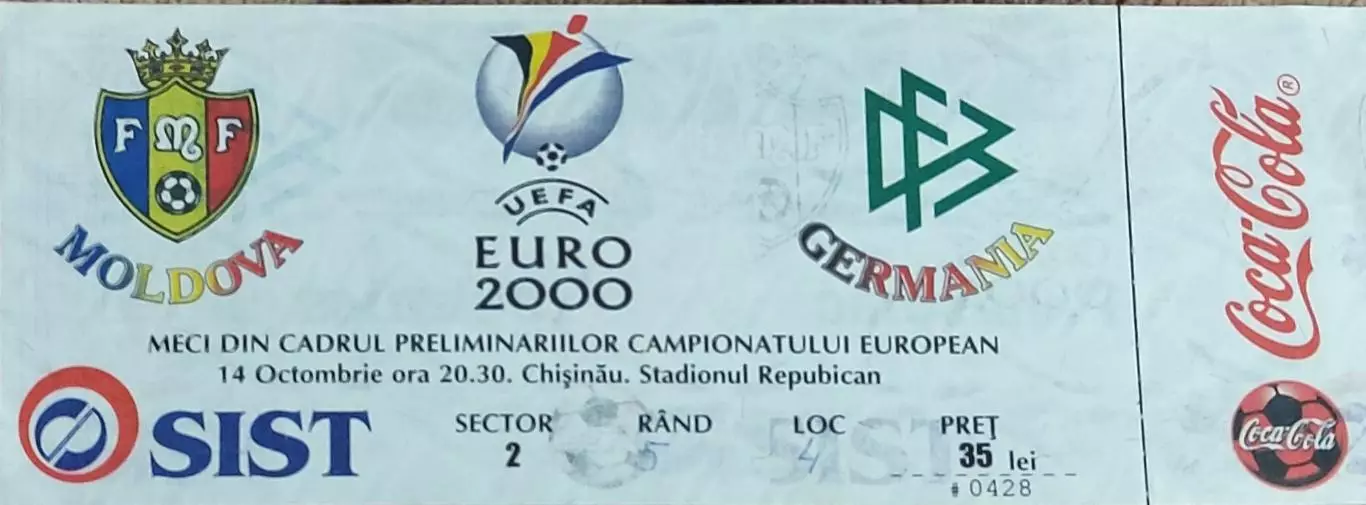 FMF
MOLDOVA
UEFA
EURO
2000
DFB
GERMANIA
MECI DIN CADRUL PRELIMINARIILOR CAMPIONATULUI EUROPEAN
14 Octombrie ora 20.30. Chişinău. Stadionul Repubican
SIST
SECTOR RÂND LOC PREŢ
2 5 4 35 lei
#0428
Coca-Cola®
Coca-Cola